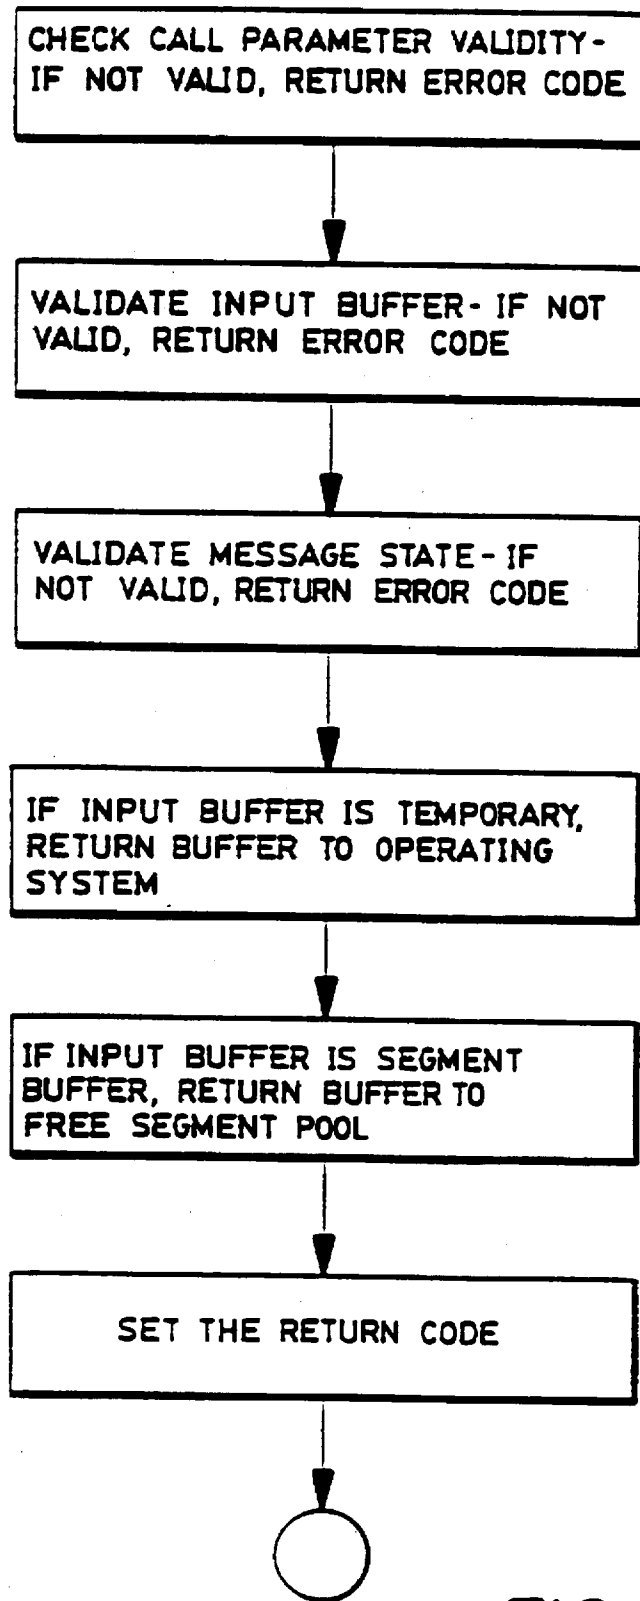 CHECK CALL PARAMETER VALIDITY-
IF NOT VALID, RETURN ERROR CODE
VALIDATE INPUT BUFFER- IF NOT
VALID, RETURN ERROR CODE
VALIDATE MESSAGE STATE- IF
NOT VALID, RETURN ERROR CODE
IF INPUT BUFFER IS TEMPORARY,
RETURN BUFFER TO OPERATING
SYSTEM
IF INPUT BUFFER IS SEGMENT
BUFFER, RETURN BUFFER TO
FREE SEGMENT POOL
SET THE RETURN CODE